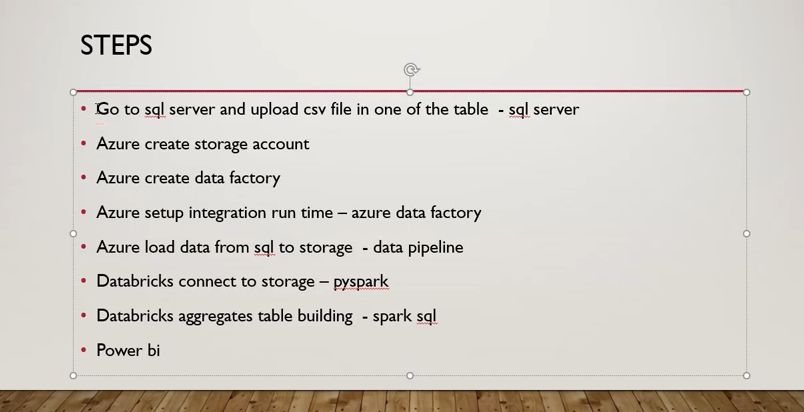 STEPS
• Go to sql server and upload csv file in one of the table  - sql server
• Azure create storage account
• Azure create data factory
• Azure setup integration run time – azure data factory
• Azure load data from sql to storage  - data pipeline
• Databricks connect to storage – pyspark
• Databricks aggregates table building  - spark sql
• Power bi